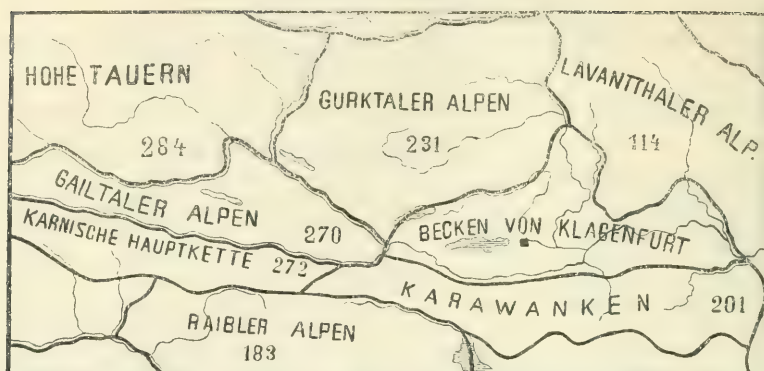 HOHE TAUERN
284
GURKTALER ALPEN
231
LAVANTTHALER ALP.
114
GAILTALER ALPEN
270
KARNISCHE HAUPTKETTE 272
BECKEN VON KLAGENFURT
KARAWANKEN 201
RAIBLER ALPEN
183